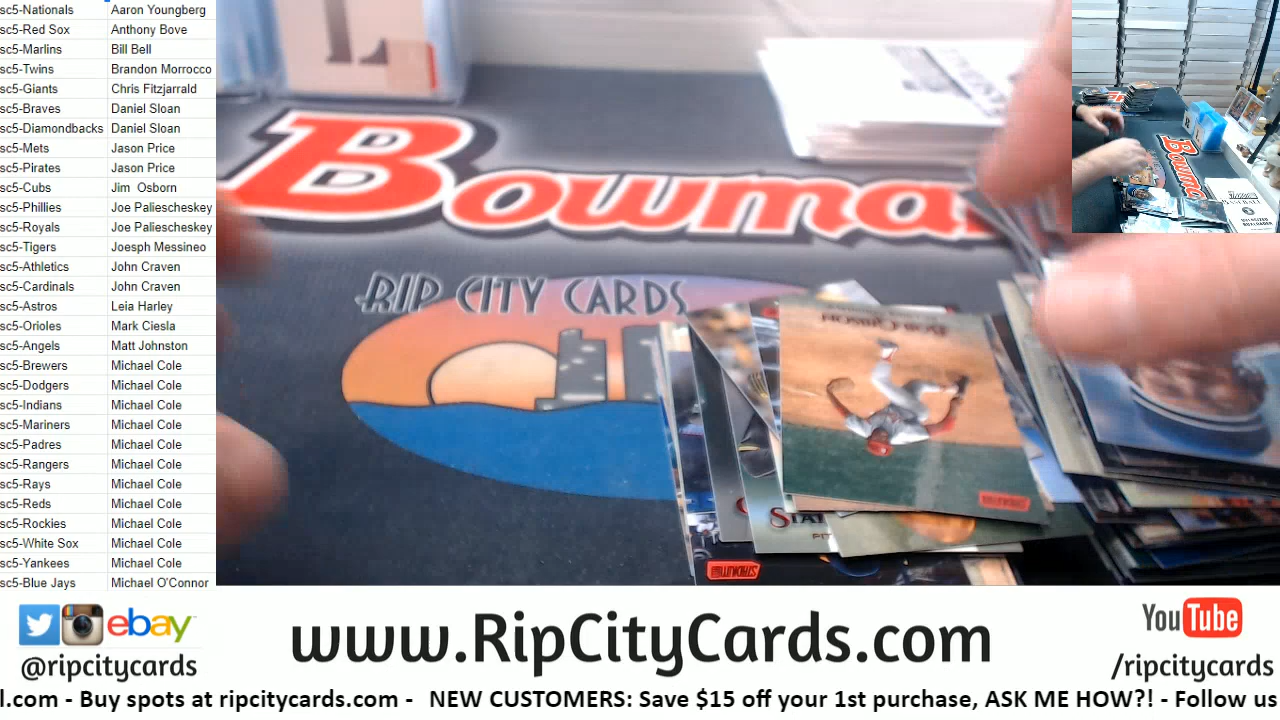 sc5-Nationals Aaron Youngberg
sc5-Red Sox Anthony Bove
sc5-Marlins Bill Bell
sc5-Twins Brandon Morrocco
sc5-Giants Chris Fitzjarrald
sc5-Braves Daniel Sloan
sc5-Diamondbacks Daniel Sloan
sc5-Mets Jason Price
sc5-Pirates Jason Price
sc5-Cubs Jim Osborn
sc5-Phillies Joe Paliescheskey
sc5-Royals Joe Paliescheskey
sc5-Tigers Joesph Messineo
sc5-Athletics John Craven
sc5-Cardinals John Craven
sc5-Astros Leia Harley
sc5-Orioles Mark Ciesla
sc5-Angels Matt Johnston
sc5-Brewers Michael Cole
sc5-Dodgers Michael Cole
sc5-Indians Michael Cole
sc5-Mariners Michael Cole
sc5-Padres Michael Cole
sc5-Rangers Michael Cole
sc5-Rays Michael Cole
sc5-Reds Michael Cole
sc5-Rockies Michael Cole
sc5-White Sox Michael Cole
sc5-Yankees Michael Cole
sc5-Blue Jays Michael O'Connor
Bowma
RIP CITY CARDS
STADIUM
Bowma
ebay
@ripcitycards
www.RipCityCards.com
YouTube
/ripcitycards
l.com - Buy spots at ripcitycards.com - NEW CUSTOMERS: Save $15 off your 1st purchase, ASK ME HOW?! - Follow us